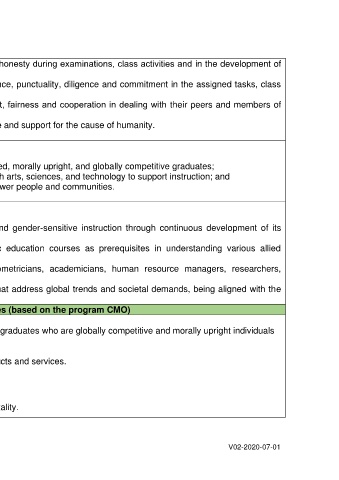 honesty during examinations, class activities and in the development of
ce, punctuality, diligence and commitment in the assigned tasks, class
, fairness and cooperation in dealing with their peers and members of
and support for the cause of humanity.
ed, morally upright, and globally competitive graduates;
arts, sciences, and technology to support instruction; and
wer people and communities.
nd gender-sensitive instruction through continuous development of its
education courses as prerequisites in understanding various allied
ometricians, academicians, human resource managers, researchers,
at address global trends and societal demands, being aligned with the
es (based on the program CMO)
graduates who are globally competitive and morally upright individuals
cts and services.
ality.
V02-2020-07-01